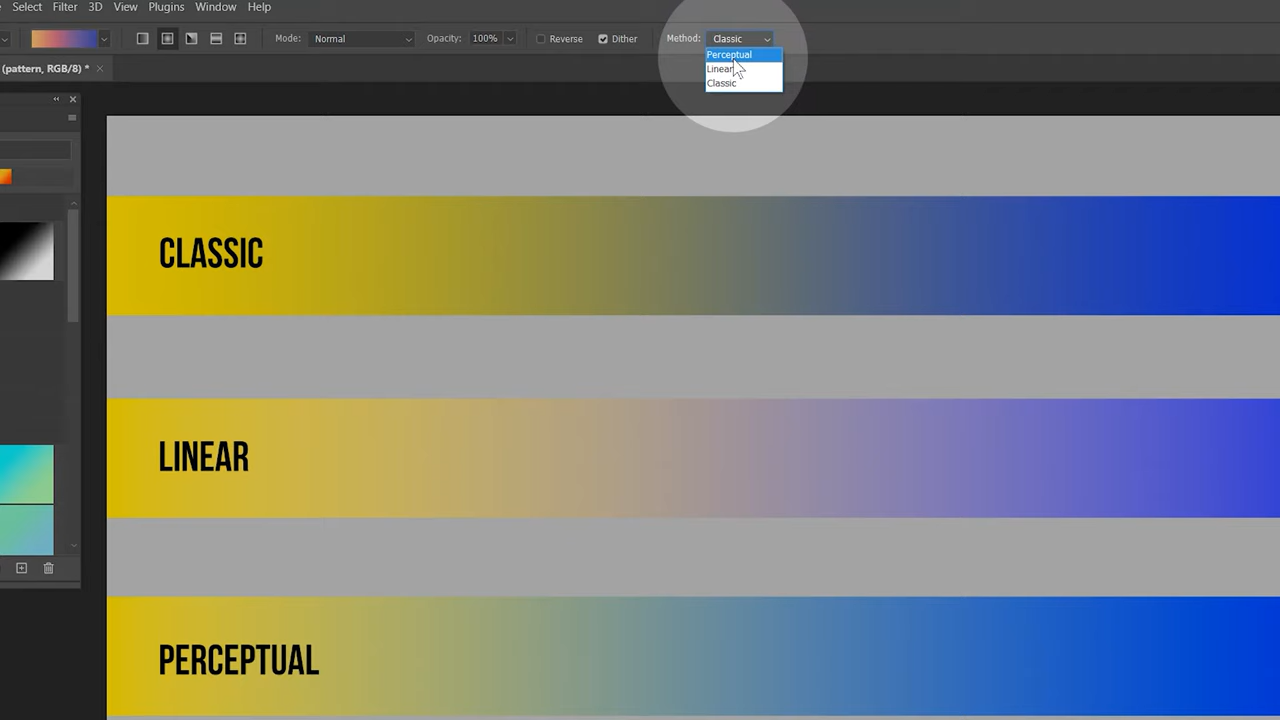 Select Filter 3D View Plugins Window Help
Mode: Normal Opacity: 100% Reverse Dither Method: Classic
Perceptual
(pattern, RGB/8) * ×
Linear
Classic
CLASSIC
LINEAR
PERCEPTUAL